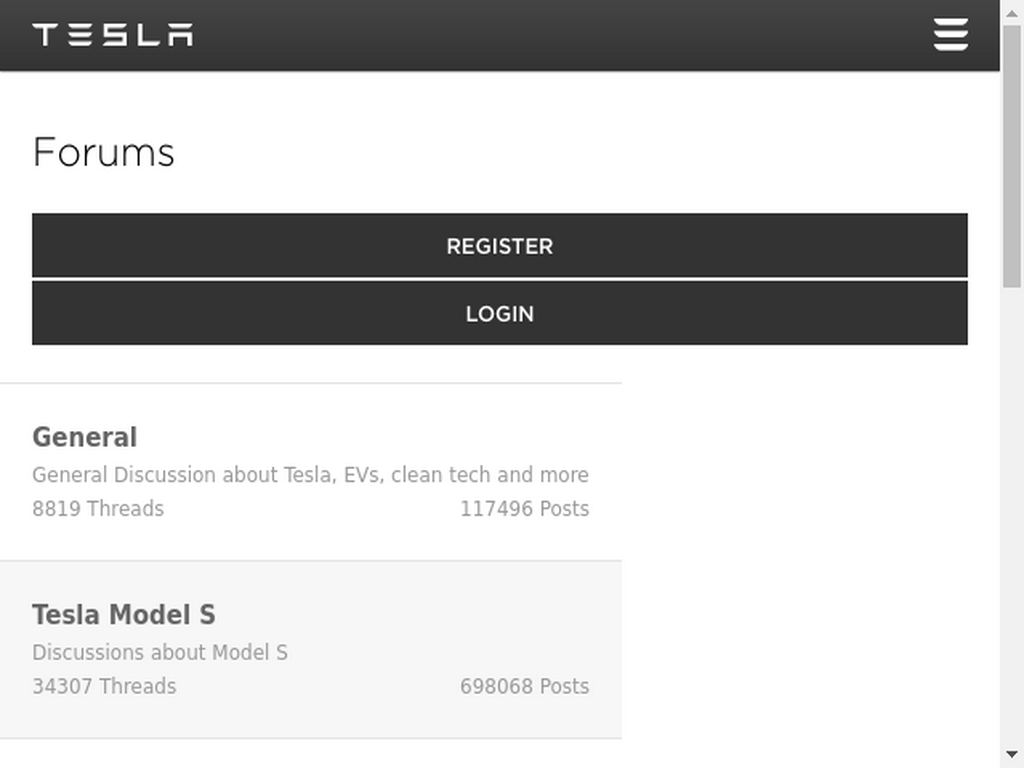 TESLA
Forums
REGISTER
LOGIN
General
General Discussion about Tesla, EVs, clean tech and more
8819 Threads 117496 Posts
Tesla Model S
Discussions about Model S
34307 Threads 698068 Posts